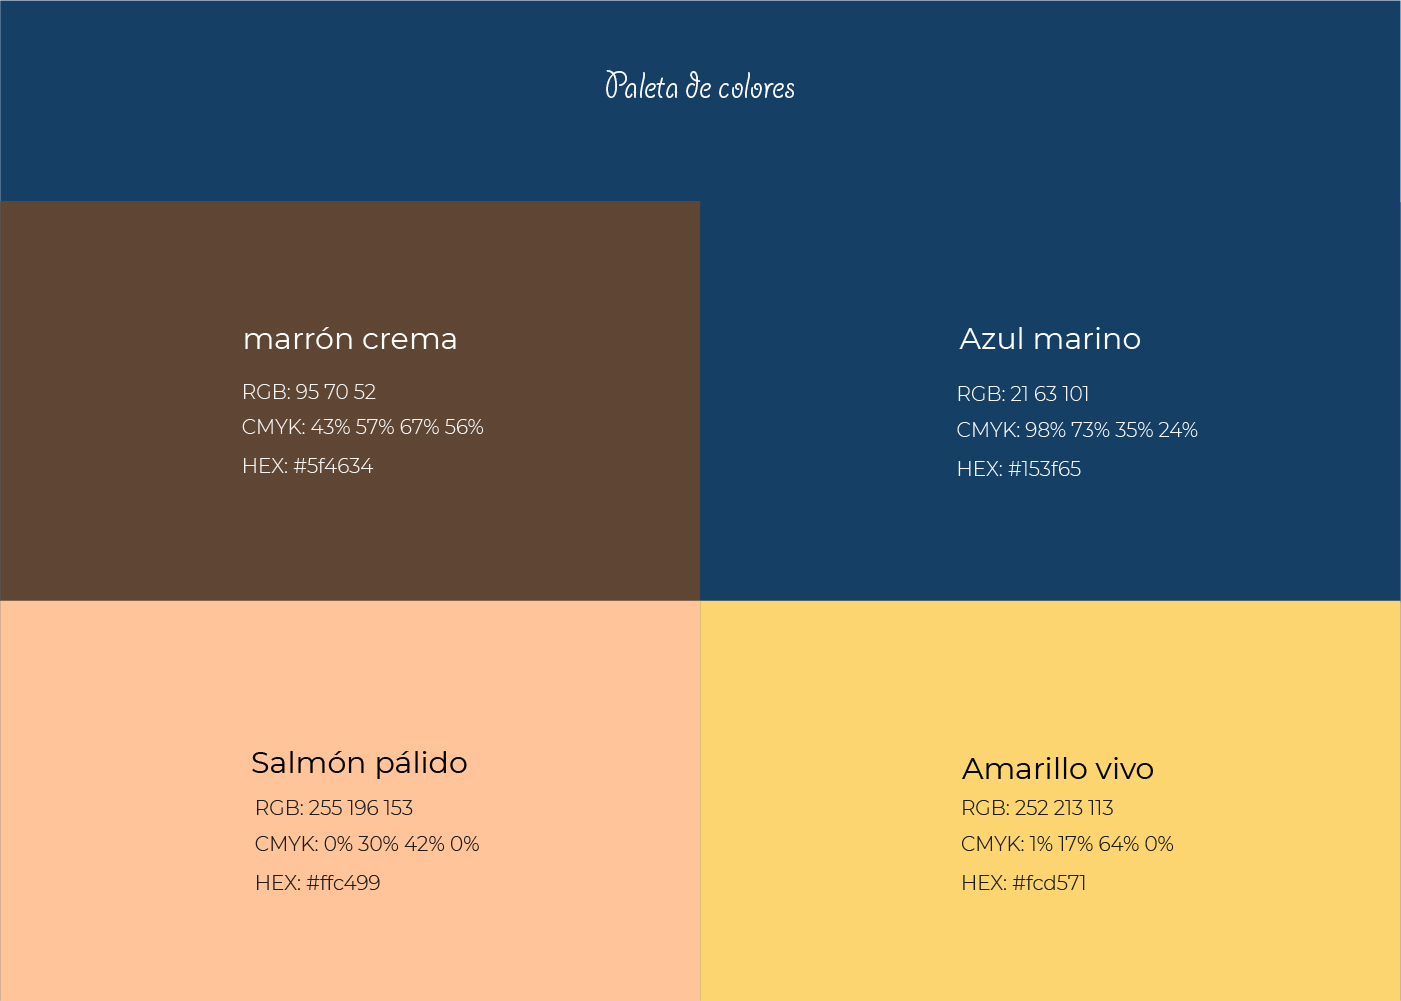 Paleta de colores
marrón crema
RGB: 95 70 52
CMYK: 43% 57% 67% 56%
HEX: #5f4634
Azul marino
RGB: 21 63 101
CMYK: 98% 73% 35% 24%
HEX: #153f65
Salmón pálido
RGB: 255 196 153
CMYK: 0% 30% 42% 0%
HEX: #ffc499
Amarillo vivo
RGB: 252 213 113
CMYK: 1% 17% 64% 0%
HEX: #fcd571